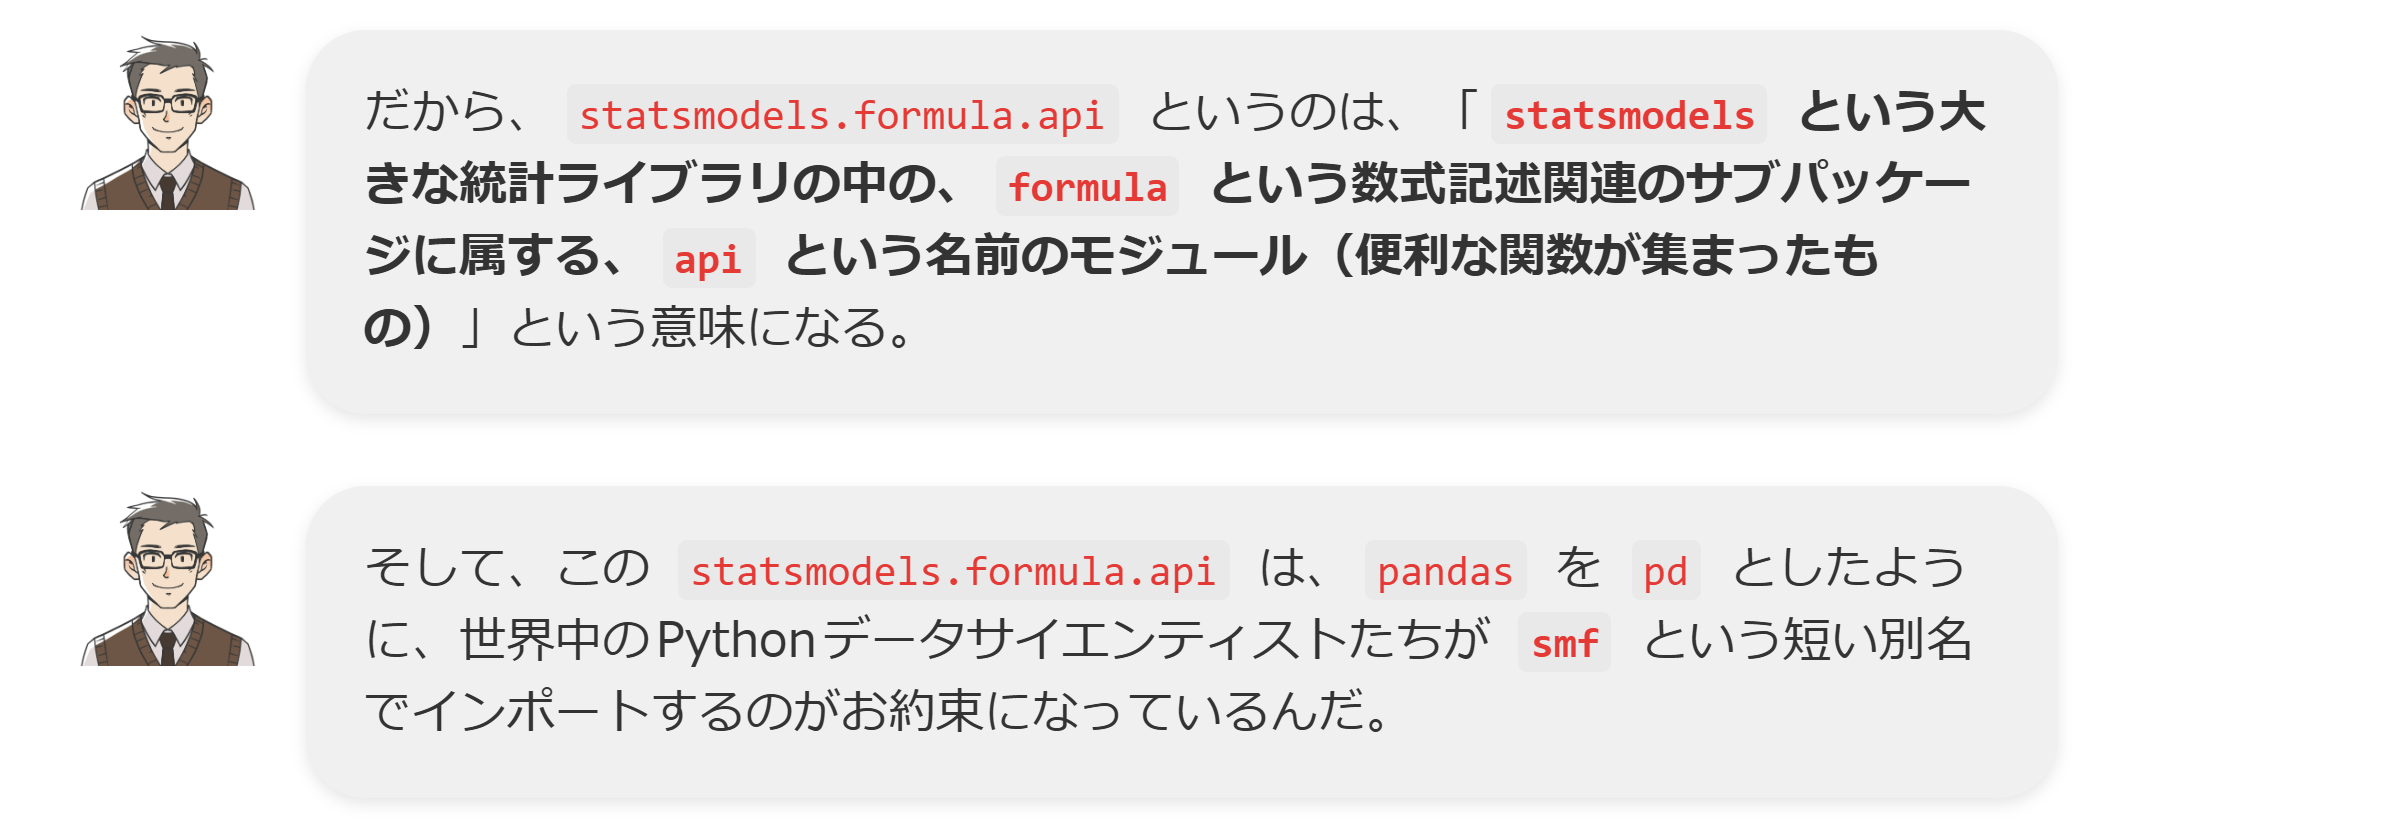 だから、 statsmodels.formula.api というのは、「 statsmodels という大
きな統計ライブラリの中の、 formula という数式記述関連のサブパッケー
ジに属する、 api という名前のモジュール（便利な関数が集まったも
の）」という意味になる。
そして、この statsmodels.formula.api は、 pandas を pd としたよう
に、世界中のPythonデータサイエンティストたちが smf という短い別名
でインポートするのがお約束になっているんだ。